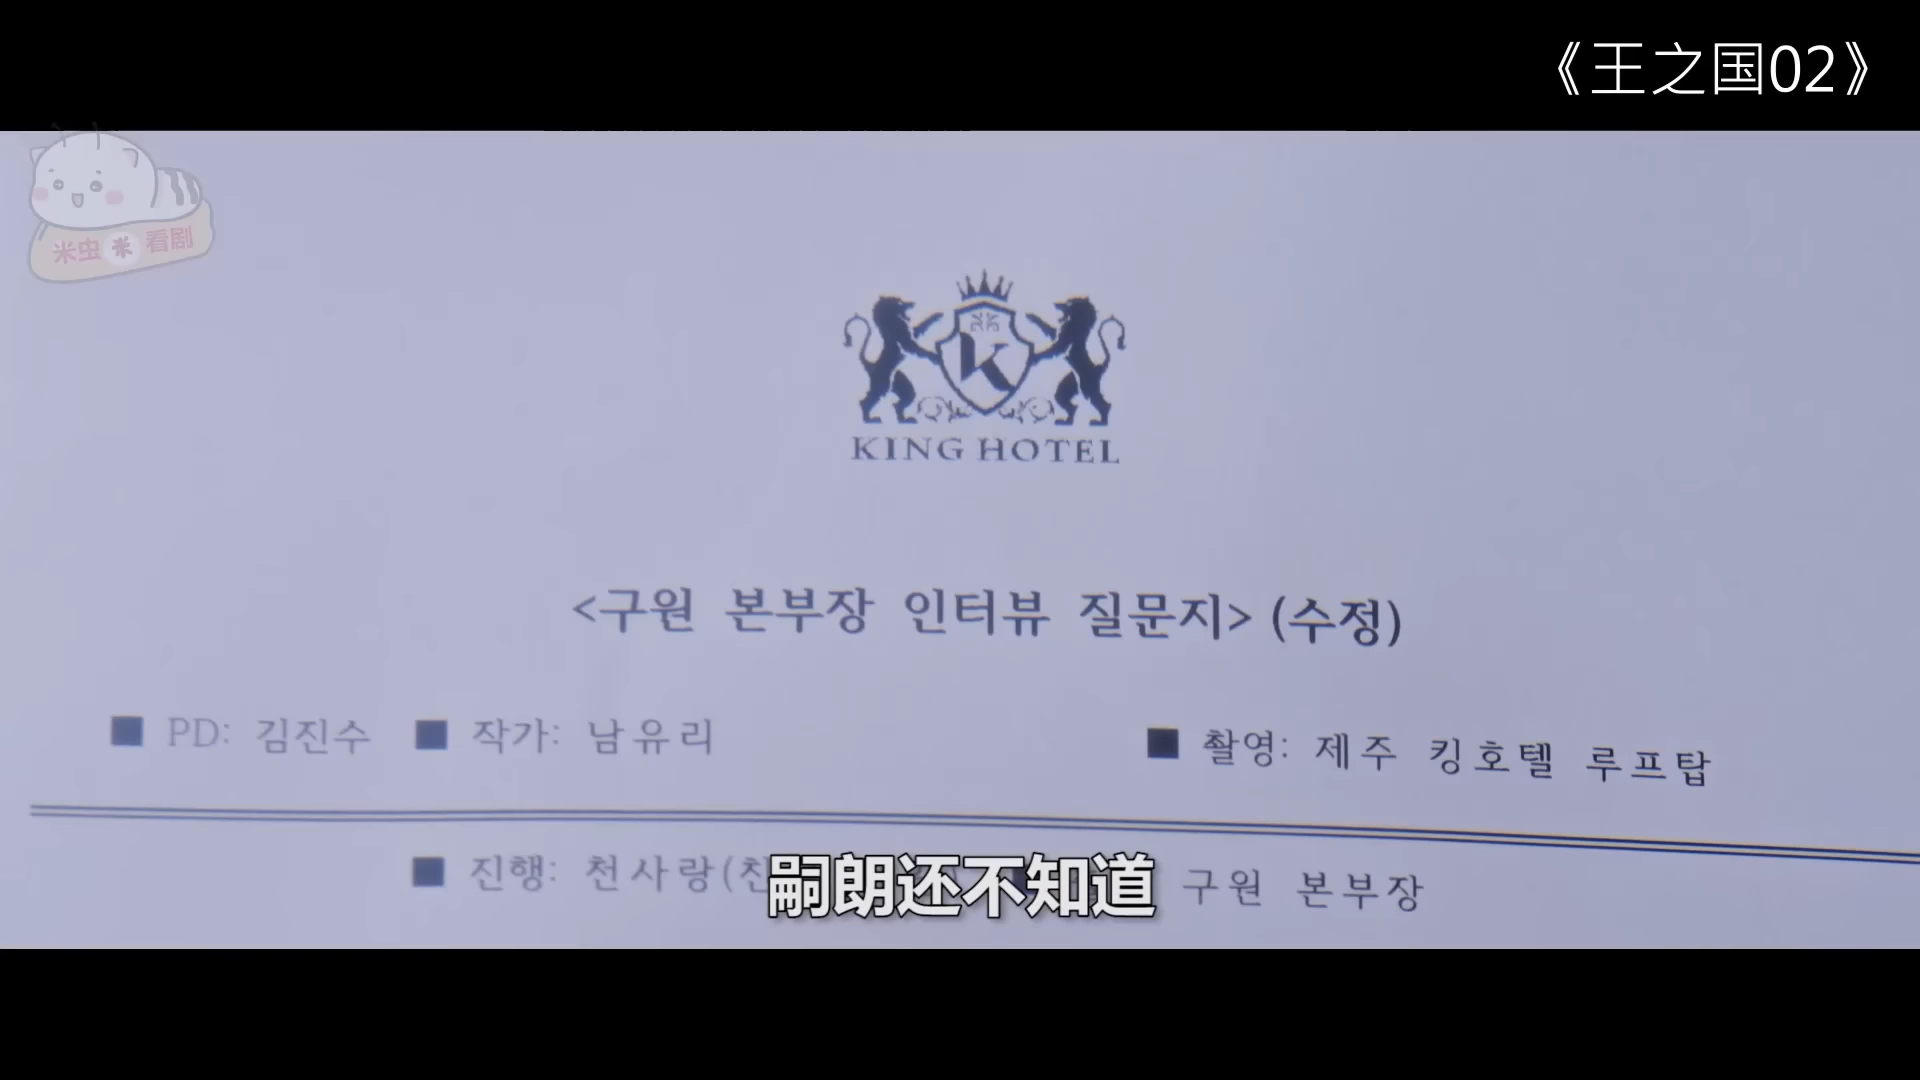 《王之国02》
米虫 米 看剧
K
KING HOTEL
<구원 본부장 인터뷰 질문지> (수정)
■ PD: 김진수 ■ 작가: 남유리 ■ 촬영: 제주 킹호텔 루프탑
■ 진행: 천사랑(친 구원 본부장
嗣朗还不知道